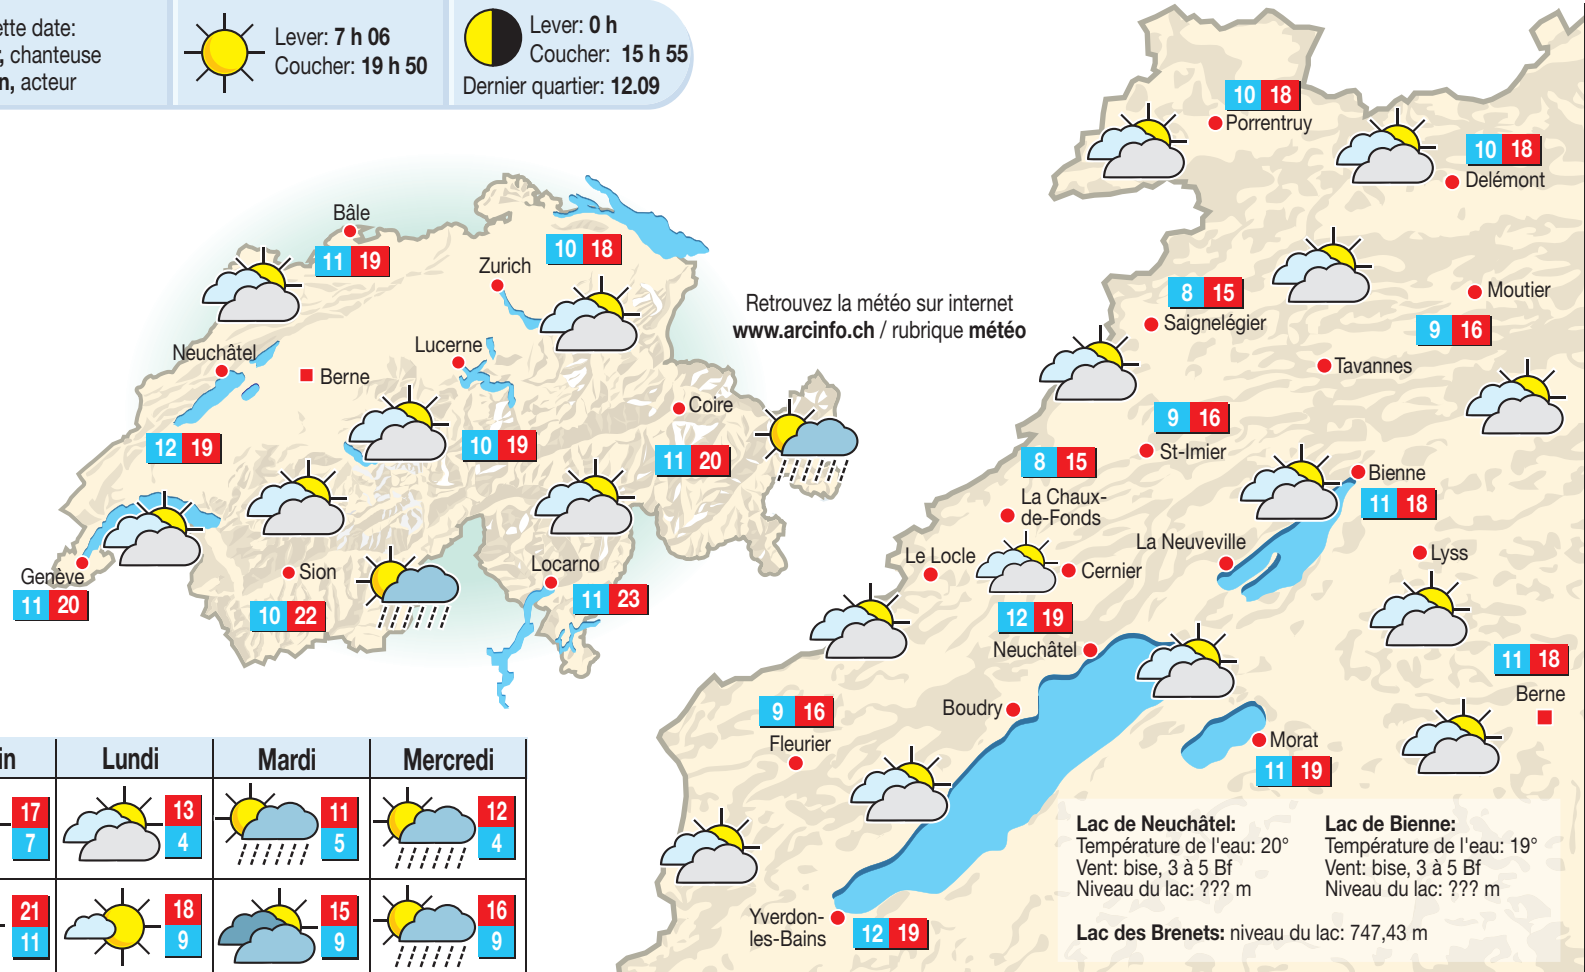 ette date:
, chanteuse
n, acteur
Lever: 7 h 06
Coucher: 19 h 50
Lever: 0 h
Coucher: 15 h 55
Dernier quartier: 12.09
Bâle
11 19
Zurich
10 18
Neuchâtel
12 19
Berne
Lucerne
10 19
Coire
11 20
Genève
11 20
Sion
10 22
Locarno
11 23
Retrouvez la météo sur internet
www.arcinfo.ch / rubrique météo
10 18
Porrentruy
10 18
Delémont
8 15
Saignelégier
Moutier
9 16
Tavannes
9 16
St-Imier
8 15
La Chaux-
de-Fonds
Bienne
11 18
La Neuveville
Lyss
Le Locle
Cernier
12 19
Neuchâtel
11 18
Berne
Boudry
9 16
Fleurier
Morat
11 19
Yverdon-
les-Bains
12 19
in
Lundi
Mardi
Mercredi
17
7
13
4
11
5
12
4
21
11
18
9
15
9
16
9
Lac de Neuchâtel:
Température de l'eau: 20°
Vent: bise, 3 à 5 Bf
Niveau du lac: ??? m
Lac de Bienne:
Température de l'eau: 19°
Vent: bise, 3 à 5 Bf
Niveau du lac: ??? m
Lac des Brenets: niveau du lac: 747,43 m